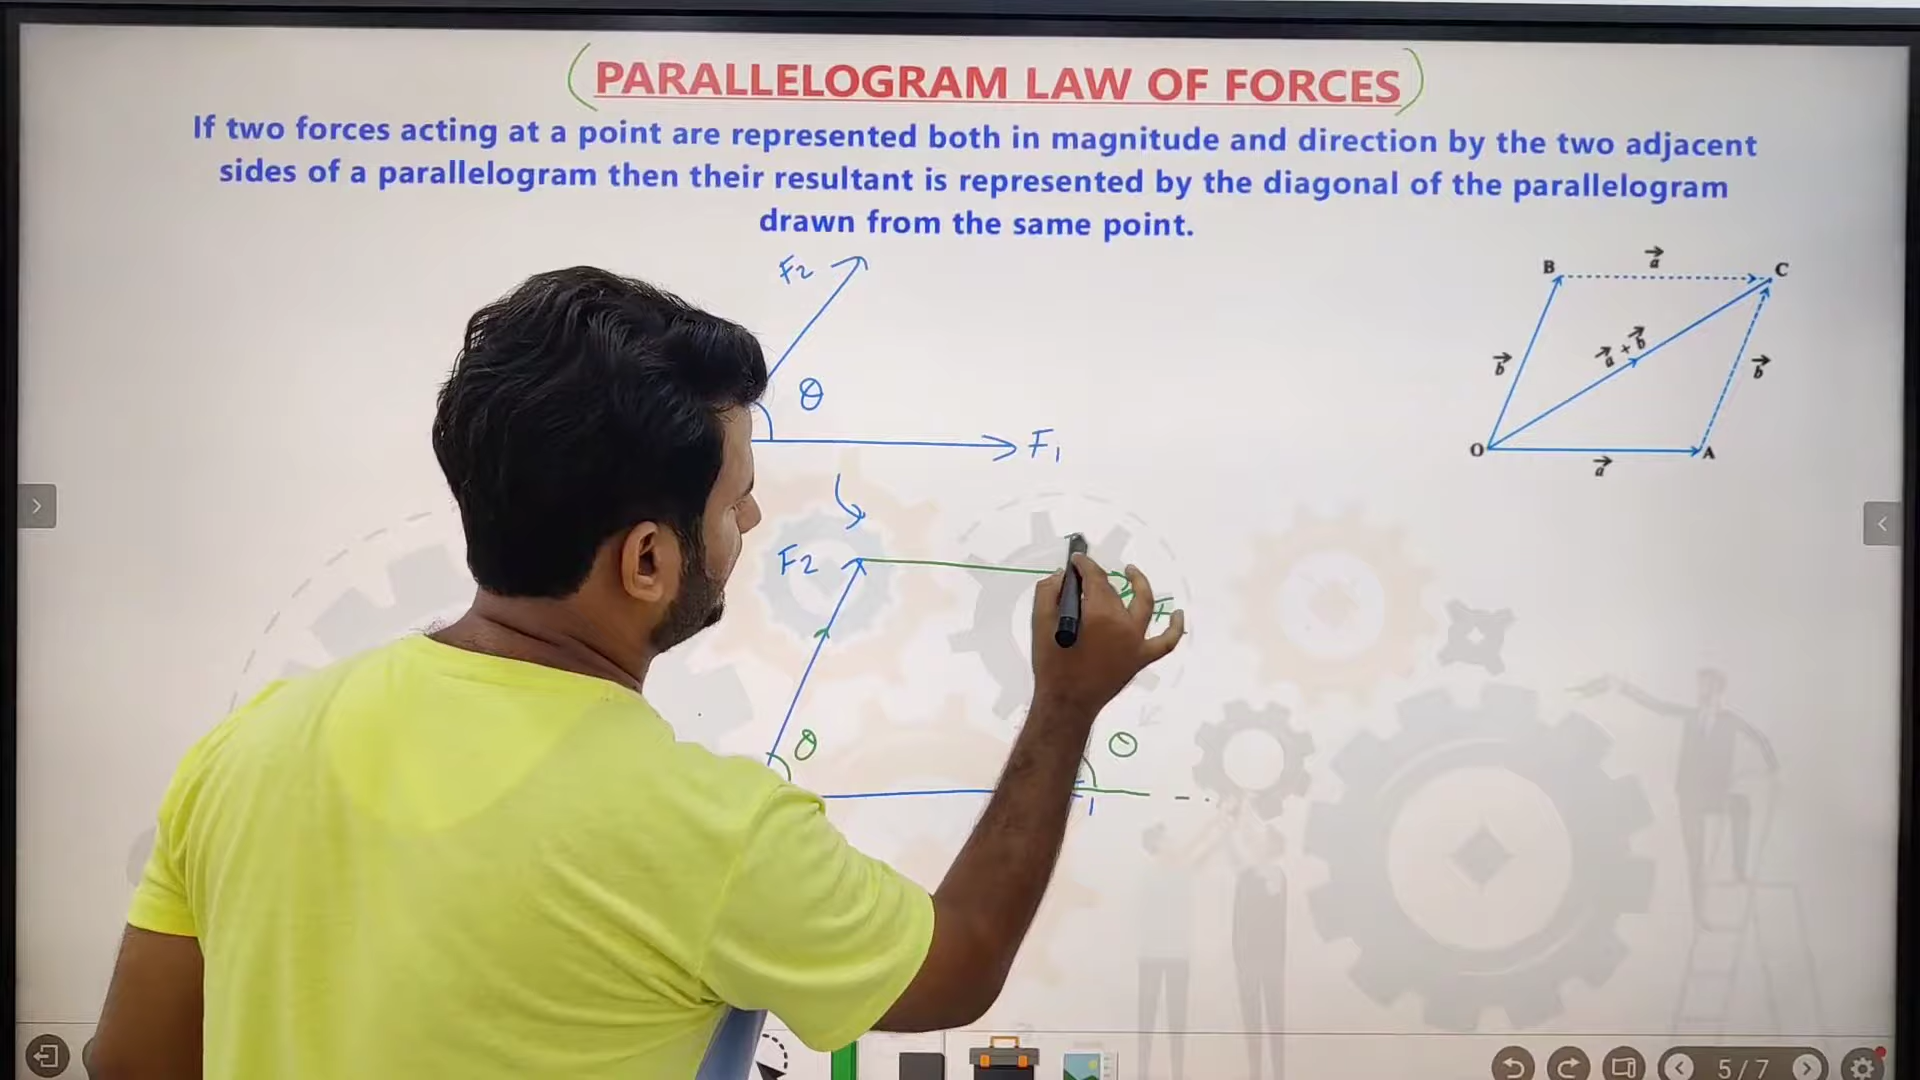 (PARALLELOGRAM LAW OF FORCES)
If two forces acting at a point are represented both in magnitude and direction by the two adjacent
sides of a parallelogram then their resultant is represented by the diagonal of the parallelogram
drawn from the same point.
F2
θ
F1
B
a
C
b
a + b
b
O
a
A
F2
θ
θ
5/7